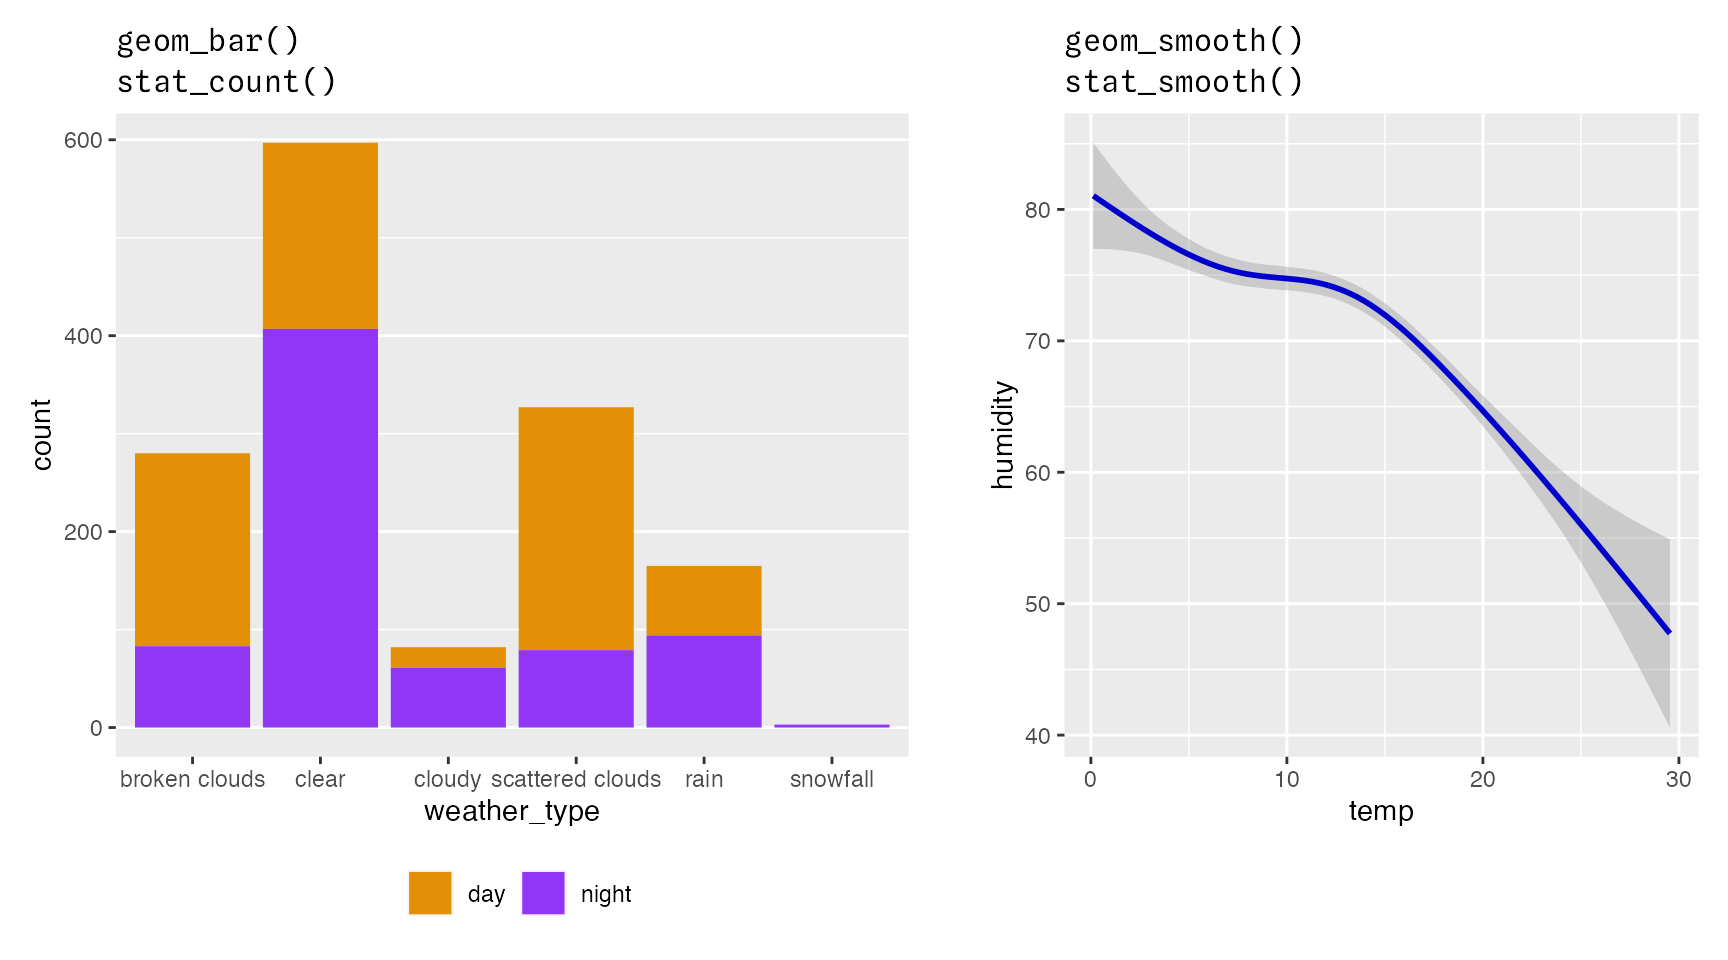 geom_bar()
stat_count()
600
400
200
0
count
broken clouds clear cloudy scattered clouds rain snowfall
weather_type
day night
geom_smooth()
stat_smooth()
80
70
60
50
40
humidity
0 10 20 30
temp